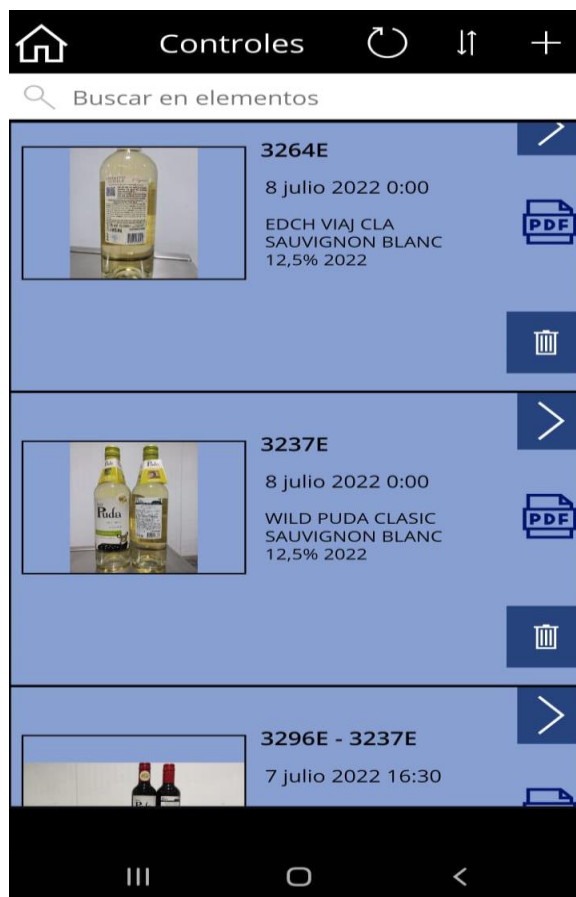 Controles
Buscar en elementos
3264E
8 julio 2022 0:00
EDCH VIAJ CLA
SAUVIGNON BLANC
12,5% 2022
PDF
3237E
8 julio 2022 0:00
Puda
WILD PUDA CLASIC
SAUVIGNON BLANC
12,5% 2022
PDF
3296E - 3237E
7 julio 2022 16:30